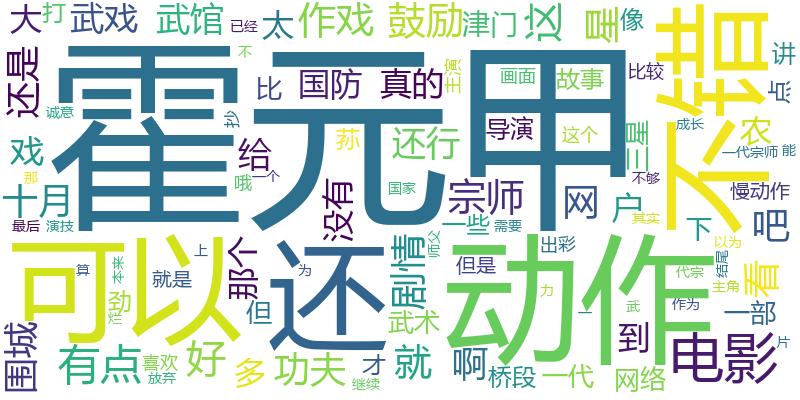 大
打
武戏
武馆
太
作戏
鼓励
津门
这
星
像
已经
不
不错
讲
点
还是
诚意
霍元甲
比
国防
真的
主演
画面
故事
比较
抄
荪
还行
导演
这个
三星
成长
农
一代宗师
能
戏
给
哦
一个
国家
宗师
网
户
不够
慢动作
十月
那
最后
演技
没有
师父
一些
需要
下
其实
吧
可以
还
动作
上
那个
剧情
但是
出彩
以为
结尾
看
算
本来
就是
为
代宗
主角
劲
烂
但
武术
力
一
武
作为
一部
围城
有点
喜欢
放弃
好
多
功夫
继续
才
就
啊
桥段
一代
网络
到
电影
片